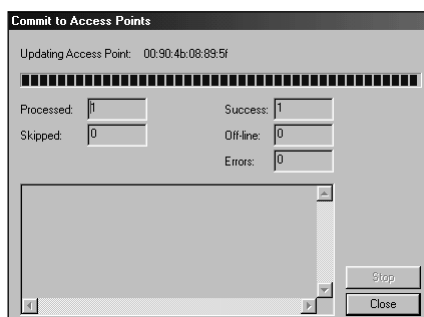 Commit to Access Points
Updating Access Point: 00:90:4b:08:89:5f
Processed: 1 Success: 1
Skipped: 0 Off-line: 0
Errors: 0
Stop
Close